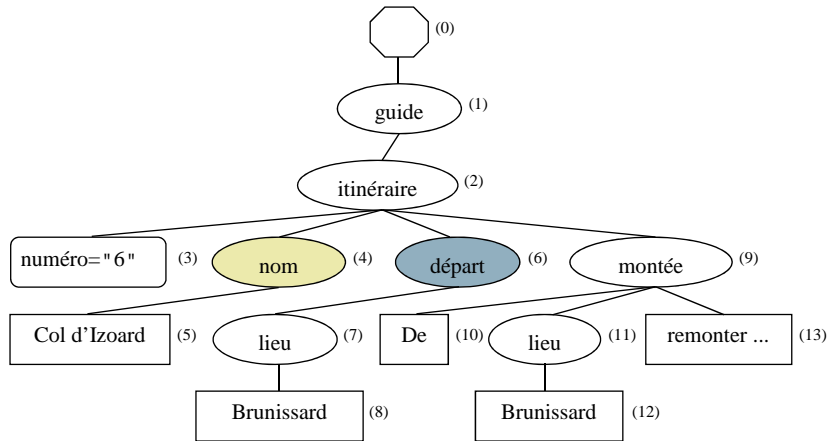 (0)
guide (1)
itinéraire (2)
numéro="6" (3) nom (4) départ (6) montée (9)
Col d'Izoard (5) lieu (7) De (10) lieu (11) remonter ... (13)
Brunissard (8) Brunissard (12)